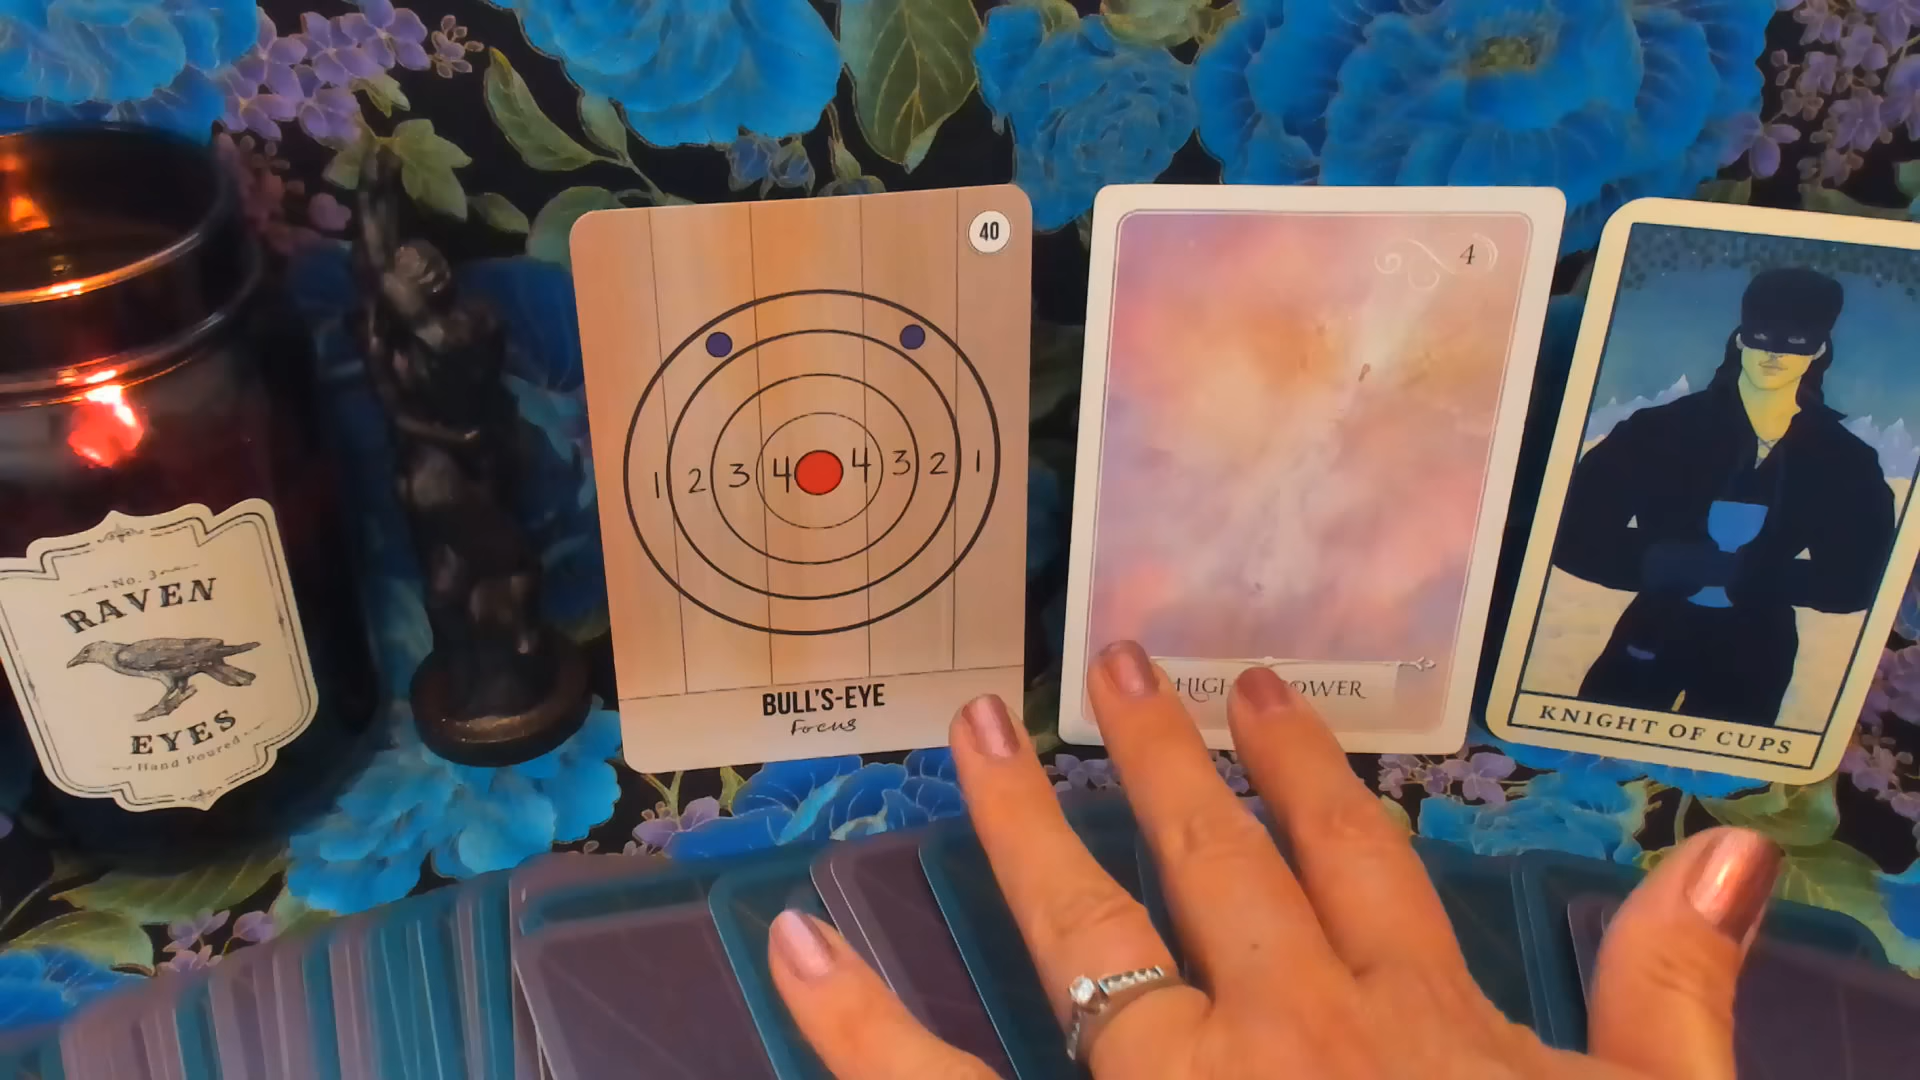 No. 3
RAVEN
EYES
Hand Poured
40
1 2 3 4 4 3 2 1
BULL'S-EYE
Focus
4
KNIGHT OF CUPS